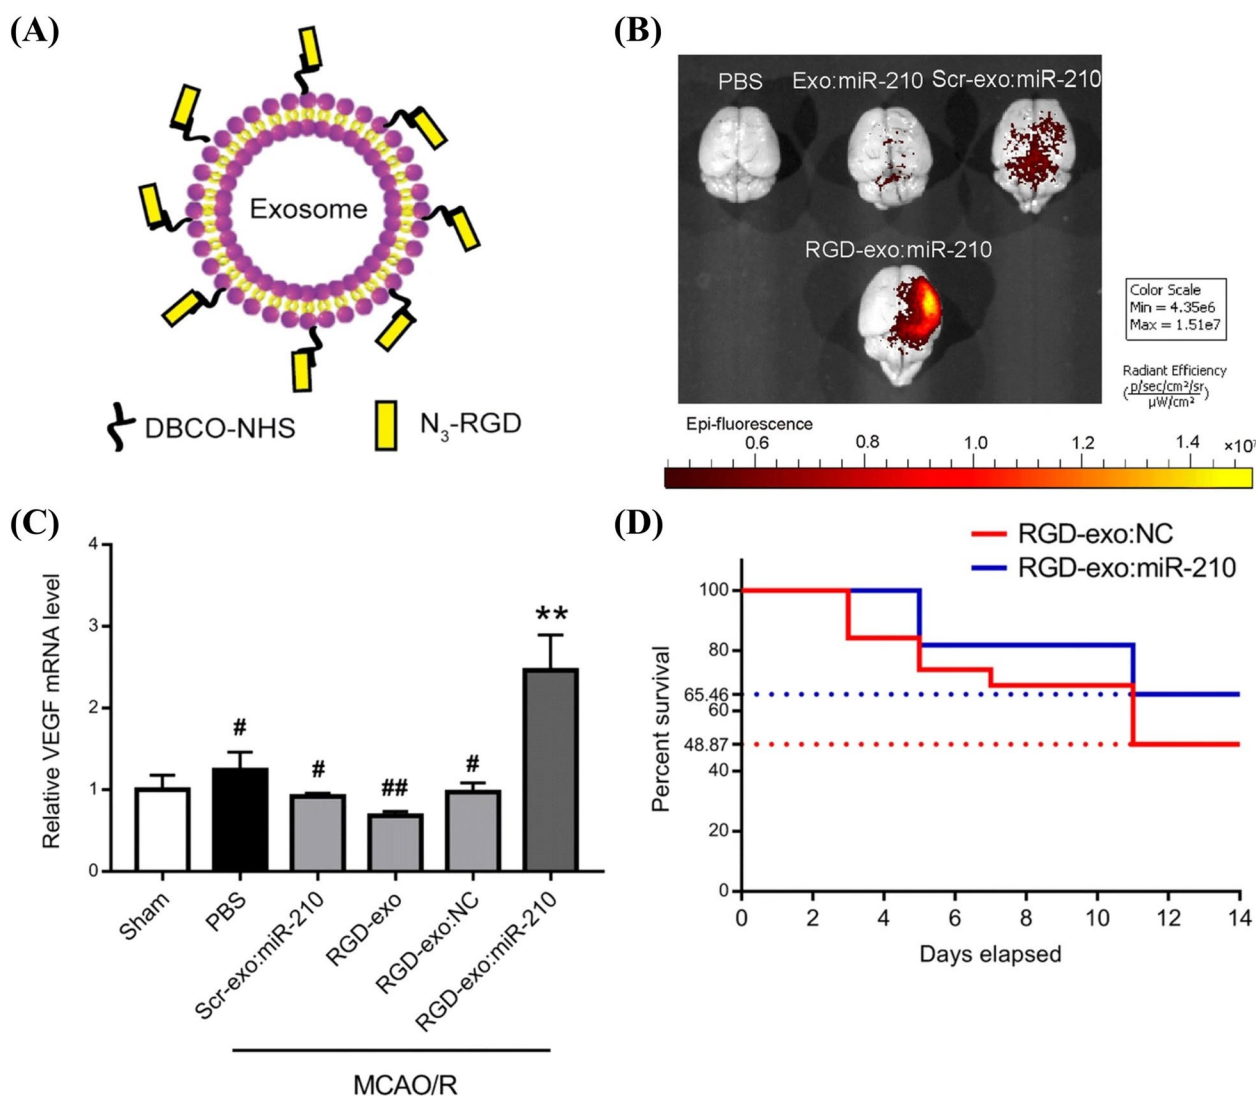 (A)
Exosome
DBCO-NHS
N3-RGD
(B)
PBS
Exo:miR-210
Scr-exo:miR-210
RGD-exo:miR-210
Color Scale
Min = 4.35e6
Max = 1.51e7
Radiant Efficiency
(p/sec/cm²/sr)
µW/cm²
Epi-fluorescence
0.6
0.8
1.0
1.2
1.4
(C)
Relative VEGF mRNA level
4
3
2
1
0
#
#
##
#
**
Sham
PBS
Scr-exo:miR-210
RGD-exo
RGD-exo:NC
RGD-exo:miR-210
MCAO/R
(D)
RGD-exo:NC
RGD-exo:miR-210
Percent survival
100
80
65.46
60
48.87
40
20
0
0
2
4
6
8
10
12
14
Days elapsed